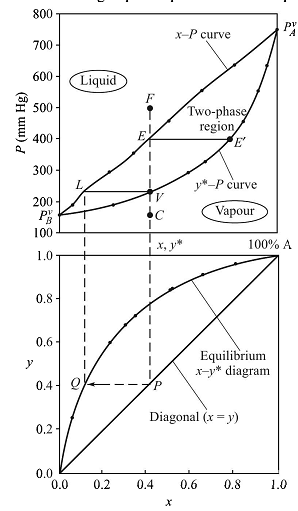 800
700
600
500
400
300
200
100
P (mm Hg)
P_A^v
x–P curve
Liquid
F
Two-phase
region
E
E′
L
V
y*–P curve
P_B^v
C
Vapour
x, y*
100% A
1.0
0.8
0.6
0.4
0.2
0.0
y
Equilibrium
x–y* diagram
Q
P
Diagonal (x = y)
0.0 0.2 0.4 0.6 0.8 1.0
x